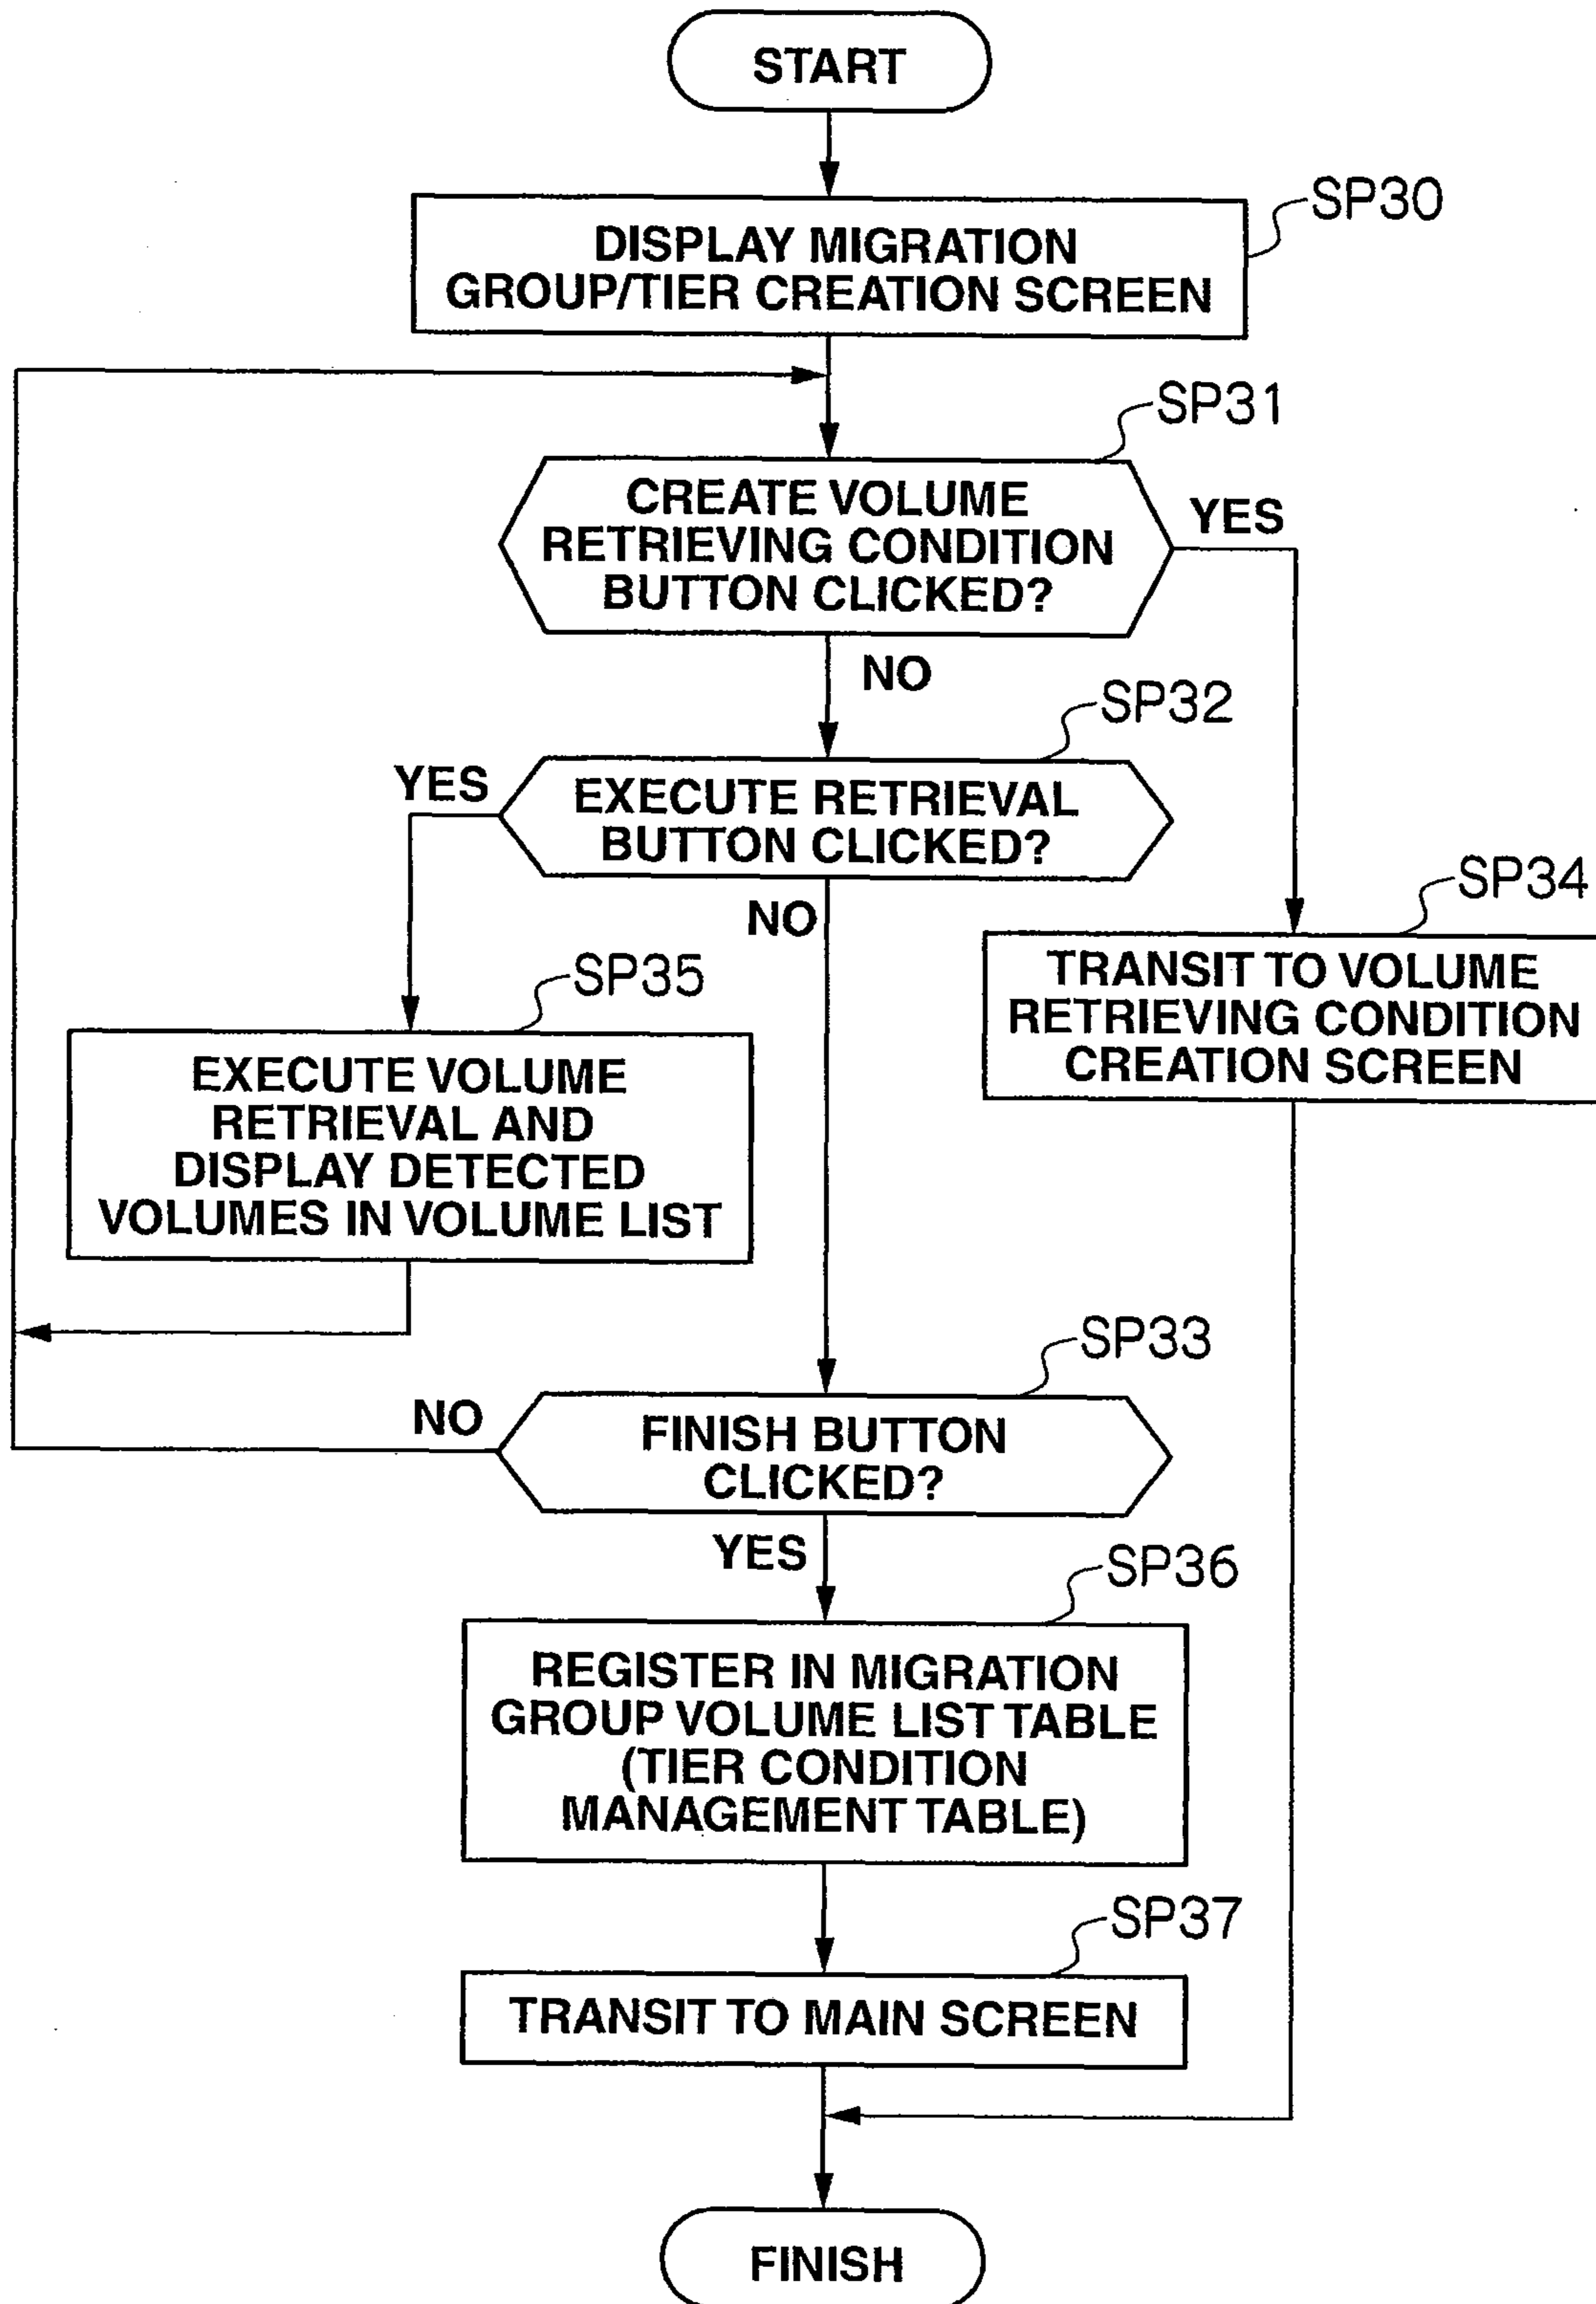 START
SP30
DISPLAY MIGRATION
GROUP/TIER CREATION SCREEN
SP31
CREATE VOLUME
RETRIEVING CONDITION
BUTTON CLICKED?
YES
NO
SP32
YES
EXECUTE RETRIEVAL
BUTTON CLICKED?
NO
SP34
TRANSIT TO VOLUME
RETRIEVING CONDITION
CREATION SCREEN
SP35
EXECUTE VOLUME
RETRIEVAL AND
DISPLAY DETECTED
VOLUMES IN VOLUME LIST
SP33
NO
FINISH BUTTON
CLICKED?
YES
SP36
REGISTER IN MIGRATION
GROUP VOLUME LIST TABLE
(TIER CONDITION
MANAGEMENT TABLE)
SP37
TRANSIT TO MAIN SCREEN
FINISH